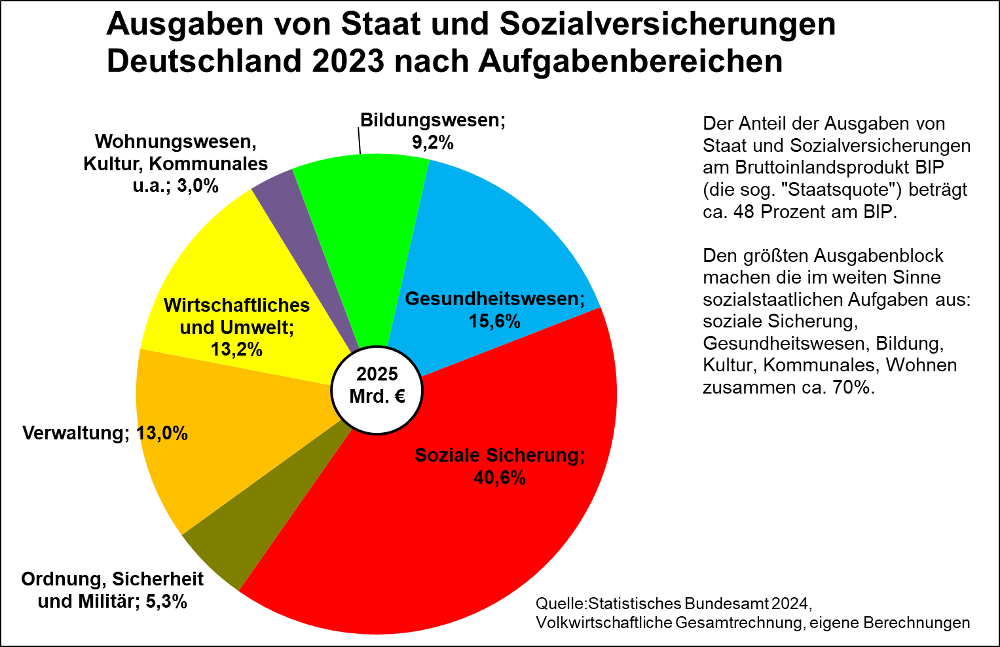 Ausgaben von Staat und Sozialversicherungen
Deutschland 2023 nach Aufgabenbereichen
Bildungswesen;
9,2%
Wohnungswesen,
Kultur, Kommunales
u.a.; 3,0%
Gesundheitswesen;
15,6%
Wirtschaftliches
und Umwelt;
13,2%
2025
Mrd. €
Verwaltung; 13,0%
Soziale Sicherung;
40,6%
Ordnung, Sicherheit
und Militär; 5,3%
Der Anteil der Ausgaben von
Staat und Sozialversicherungen
am Bruttoinlandsprodukt BIP
(die sog. "Staatsquote") beträgt
ca. 48 Prozent am BIP.
Den größten Ausgabenblock
machen die im weiten Sinne
sozialstaatlichen Aufgaben aus:
soziale Sicherung,
Gesundheitswesen, Bildung,
Kultur, Kommunales, Wohnen
zusammen ca. 70%.
Quelle:Statistisches Bundesamt 2024,
Volkwirtschaftliche Gesamtrechnung, eigene Berechnungen